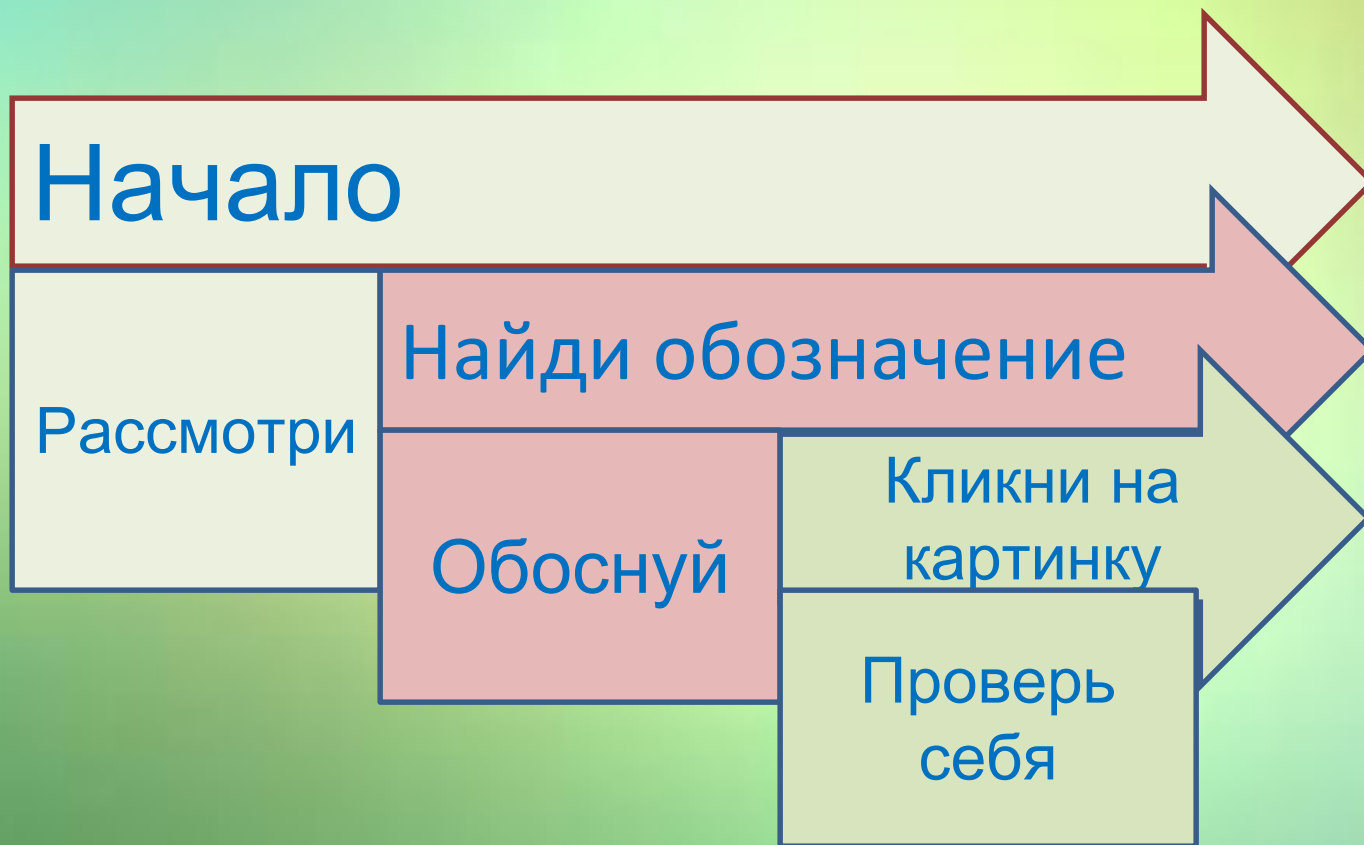 Начало
Рассмотри
Найди обозначение
Обоснуй
Кликни на
картинку
Проверь
себя